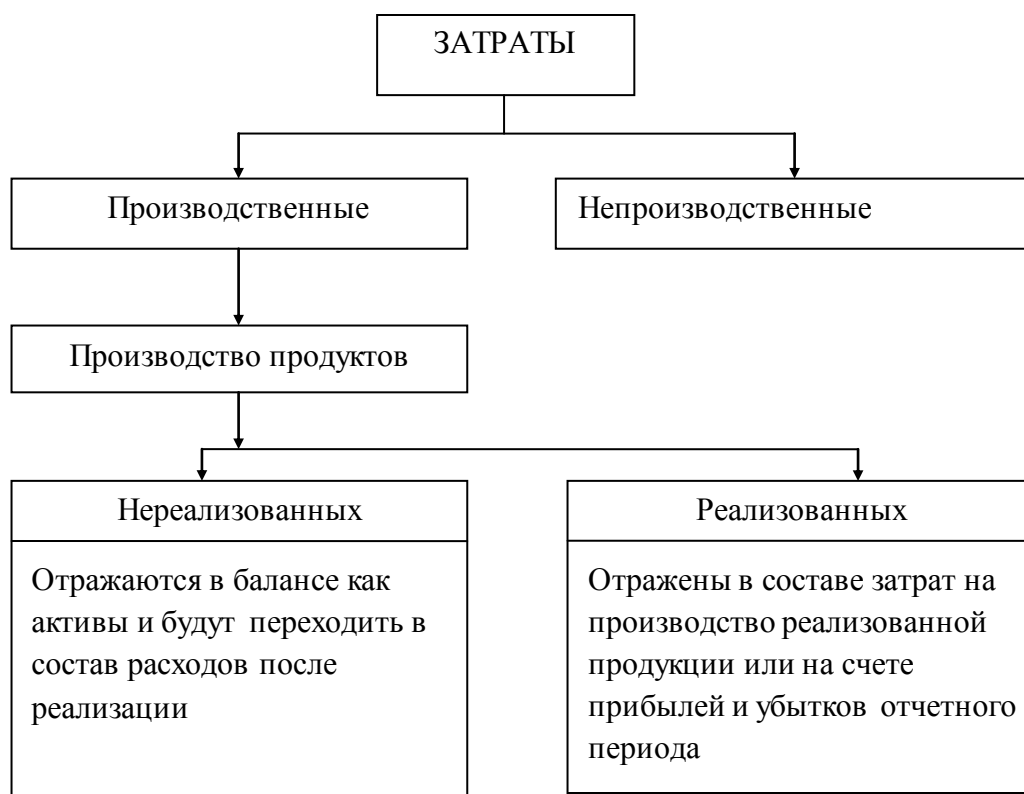 ЗАТРАТЫ
Производственные
Непроизводственные
Производство продуктов
Нереализованных
Отражаются в балансе как
активы и будут переходить в
состав расходов после
реализации
Реализованных
Отражены в составе затрат на
производство реализованной
продукции или на счете
прибылей и убытков отчетного
периода